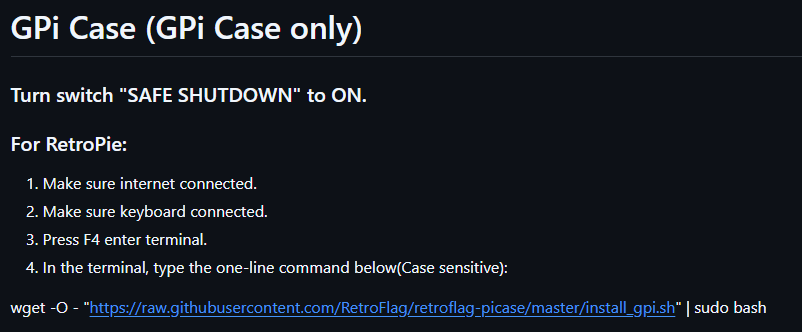 GPi Case (GPi Case only)
Turn switch "SAFE SHUTDOWN" to ON.
For RetroPie:
1. Make sure internet connected.
2. Make sure keyboard connected.
3. Press F4 enter terminal.
4. In the terminal, type the one-line command below(Case sensitive):
wget -O - "https://raw.githubusercontent.com/RetroFlag/retroflag-picase/master/install_gpi.sh" | sudo bash